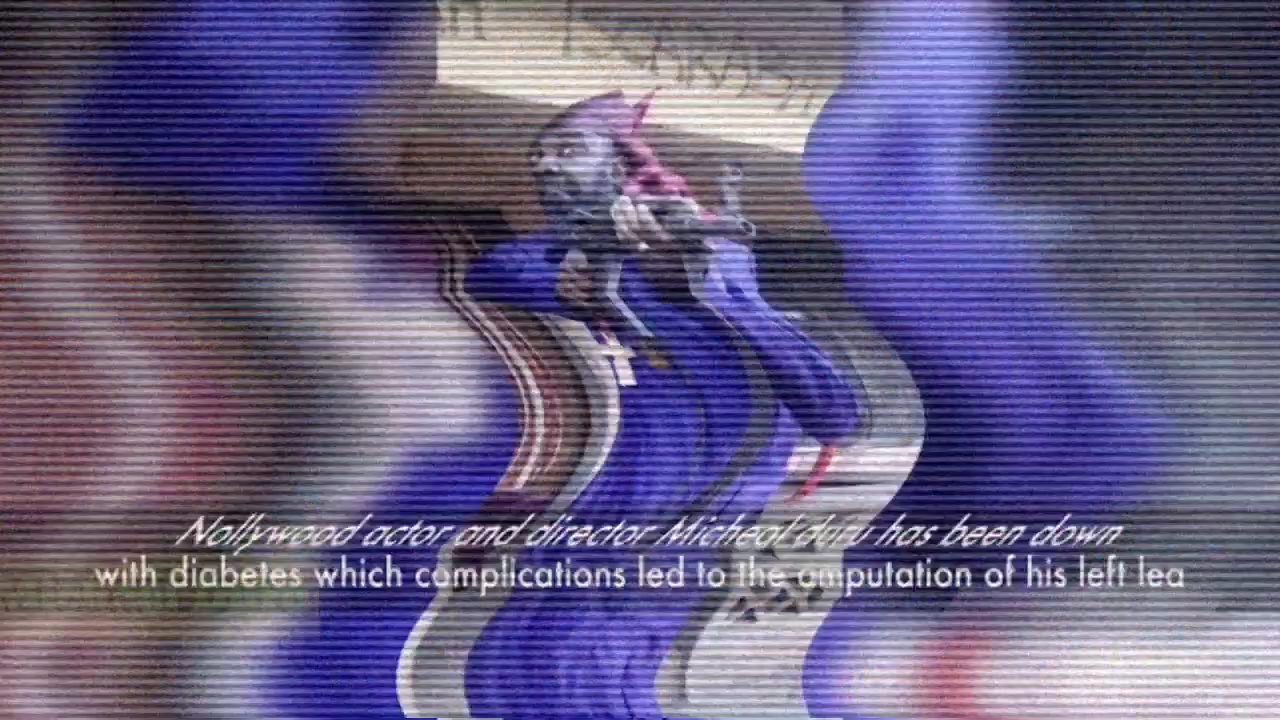 Nollywood actor and director Micheal duru has been down
with diabetes which complications led to the amputation of his left leg